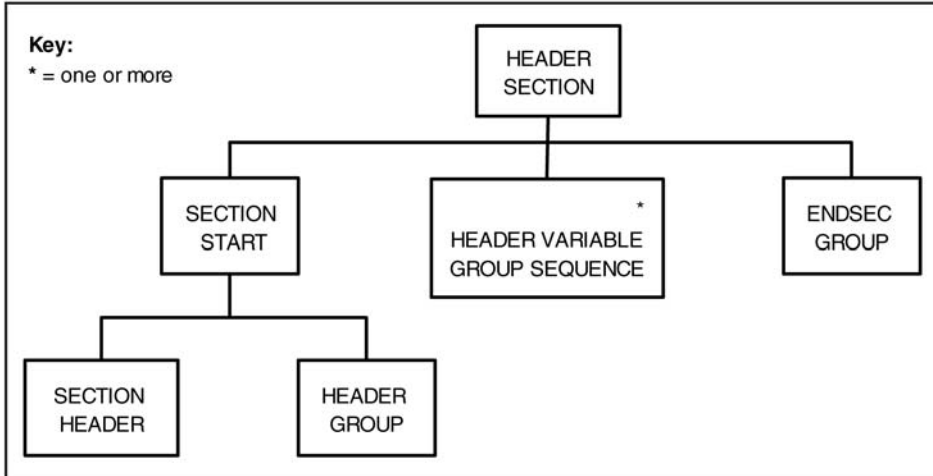 Key:
* = one or more
HEADER
SECTION
SECTION
START
*
HEADER VARIABLE
GROUP SEQUENCE
ENDSEC
GROUP
SECTION
HEADER
HEADER
GROUP